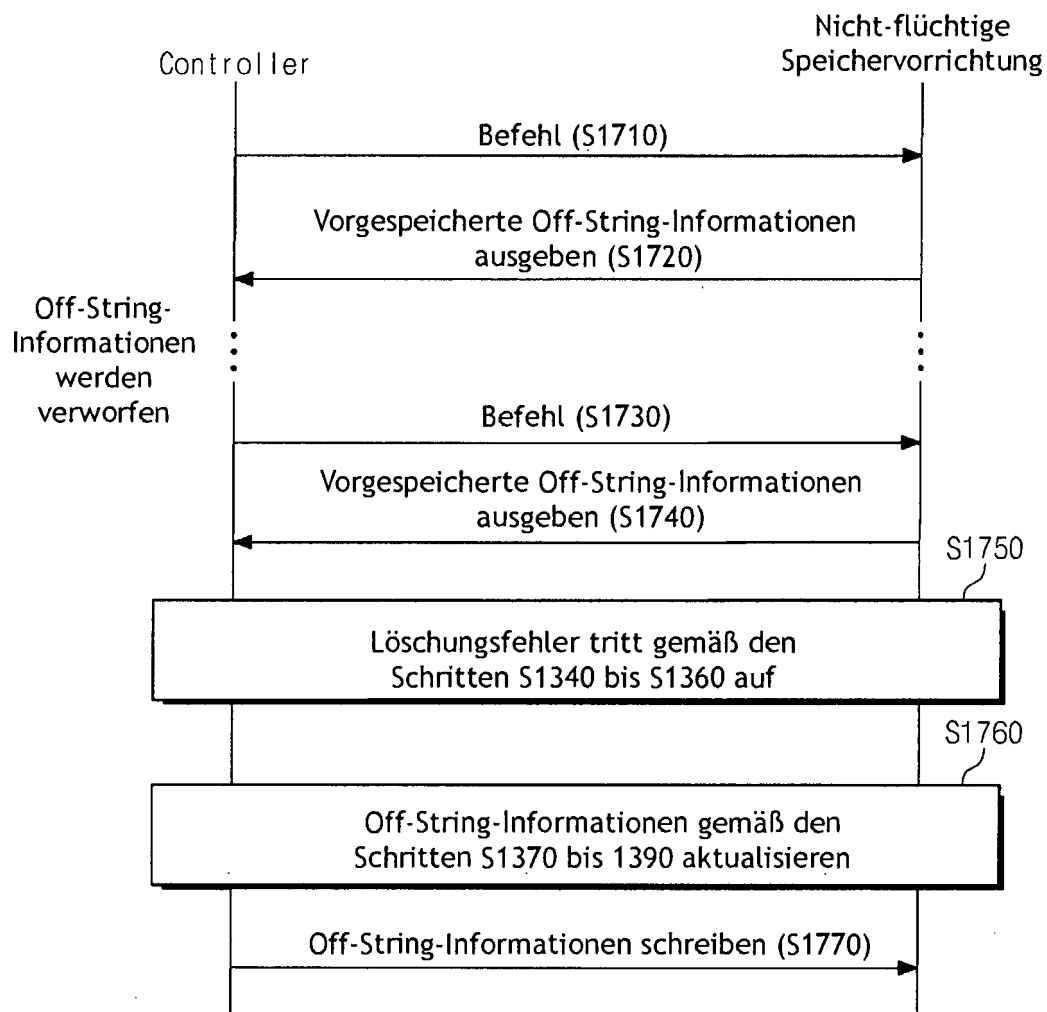 Nicht-flüchtige
Speichervorrichtung
Controller
Befehl (S1710)
Vorgespeicherte Off-String-Informationen
ausgeben (S1720)
Off-String-
Informationen
werden
verworfen
Befehl (S1730)
Vorgespeicherte Off-String-Informationen
ausgeben (S1740)
S1750
Löschungsfehler tritt gemäß den
Schritten S1340 bis S1360 auf
S1760
Off-String-Informationen gemäß den
Schritten S1370 bis 1390 aktualisieren
Off-String-Informationen schreiben (S1770)